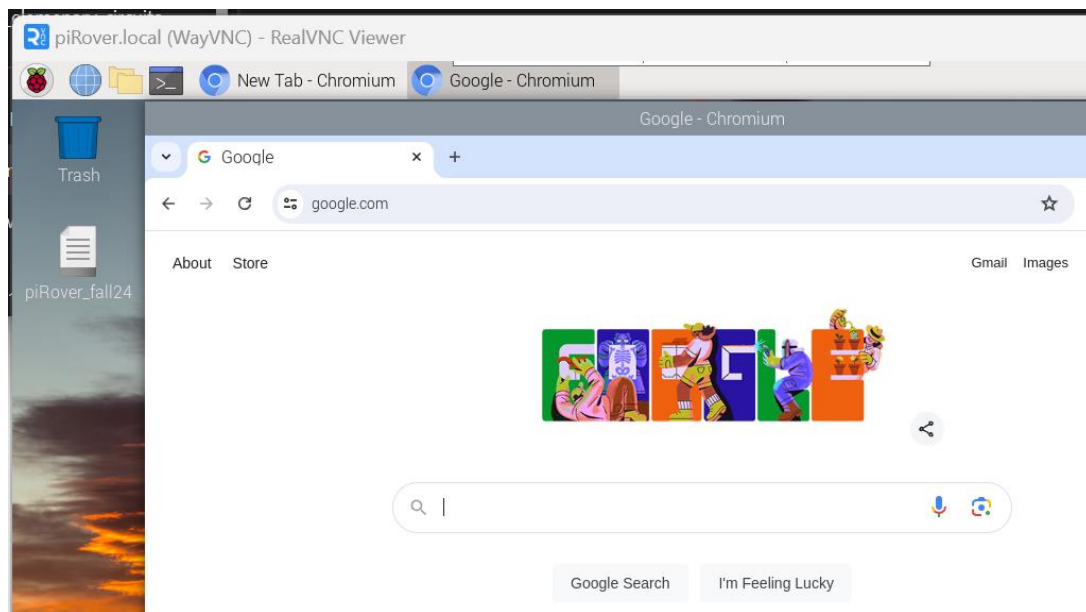 piRover.local (WayVNC) - RealVNC Viewer
New Tab - Chromium Google - Chromium
Google - Chromium
Google
google.com
About Store Gmail Images
Trash
piRover_fall24
Google Search I'm Feeling Lucky